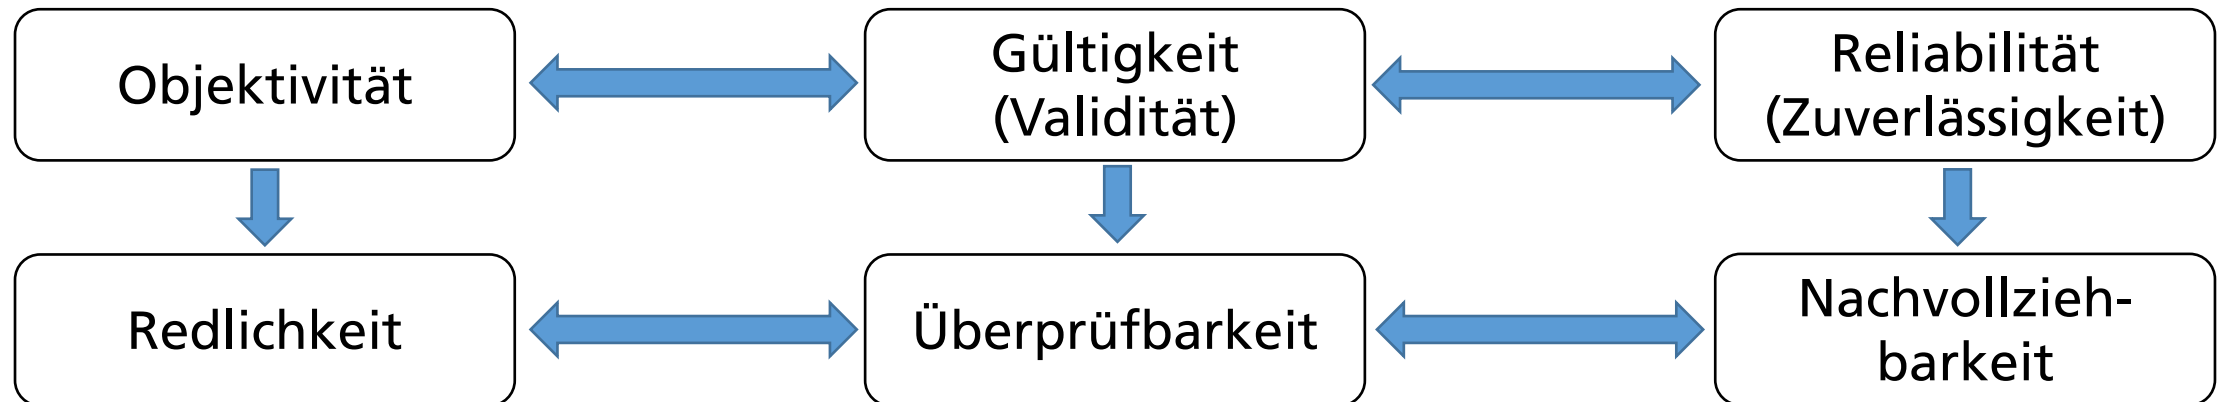 Objektivität
Gültigkeit
(Validität)
Reliabilität
(Zuverlässigkeit)
Redlichkeit
Überprüfbarkeit
Nachvollzieh-
barkeit